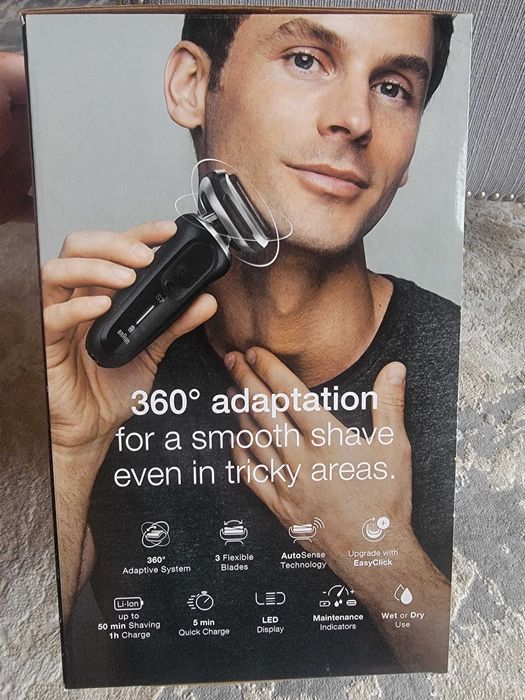 S7
BRAUN
360° adaptation
for a smooth shave
even in tricky areas.
360°
Adaptive System
3 Flexible
Blades
AutoSense
Technology
Upgrade with
EasyClick
Li-Ion
up to
50 min Shaving
1h Charge
5 min
Quick Charge
LED
Display
Maintenance
Indicators
Wet or Dry
Use